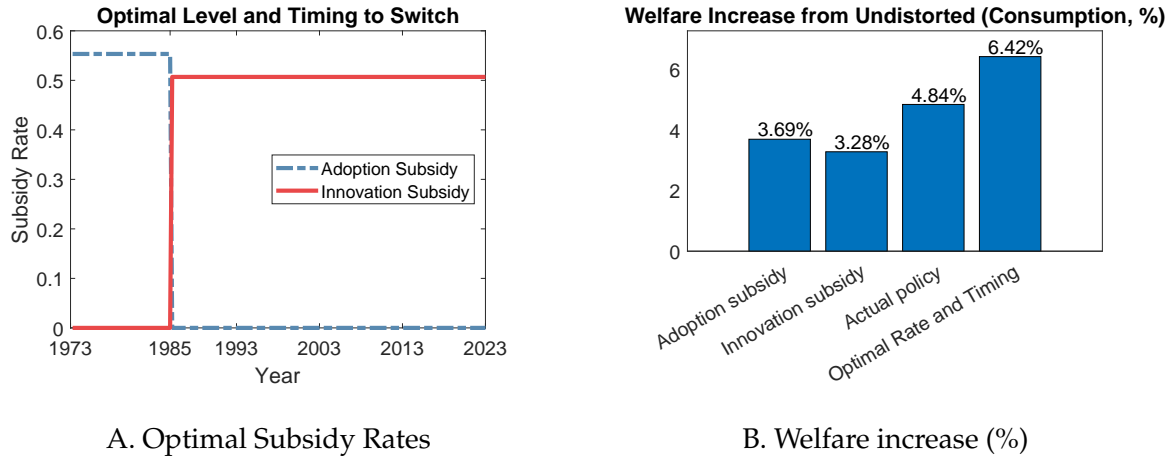 Optimal Level and Timing to Switch
0.6
0.5
0.4
0.3
0.2
0.1
0
Subsidy Rate
Adoption Subsidy
Innovation Subsidy
1973 1985 1993 2003 2013 2023
Year
A. Optimal Subsidy Rates
Welfare Increase from Undistorted (Consumption, %)
6
4
2
0
3.69%
3.28%
4.84%
6.42%
Adoption subsidy
Innovation subsidy
Actual policy
Optimal Rate and Timing
B. Welfare increase (%)